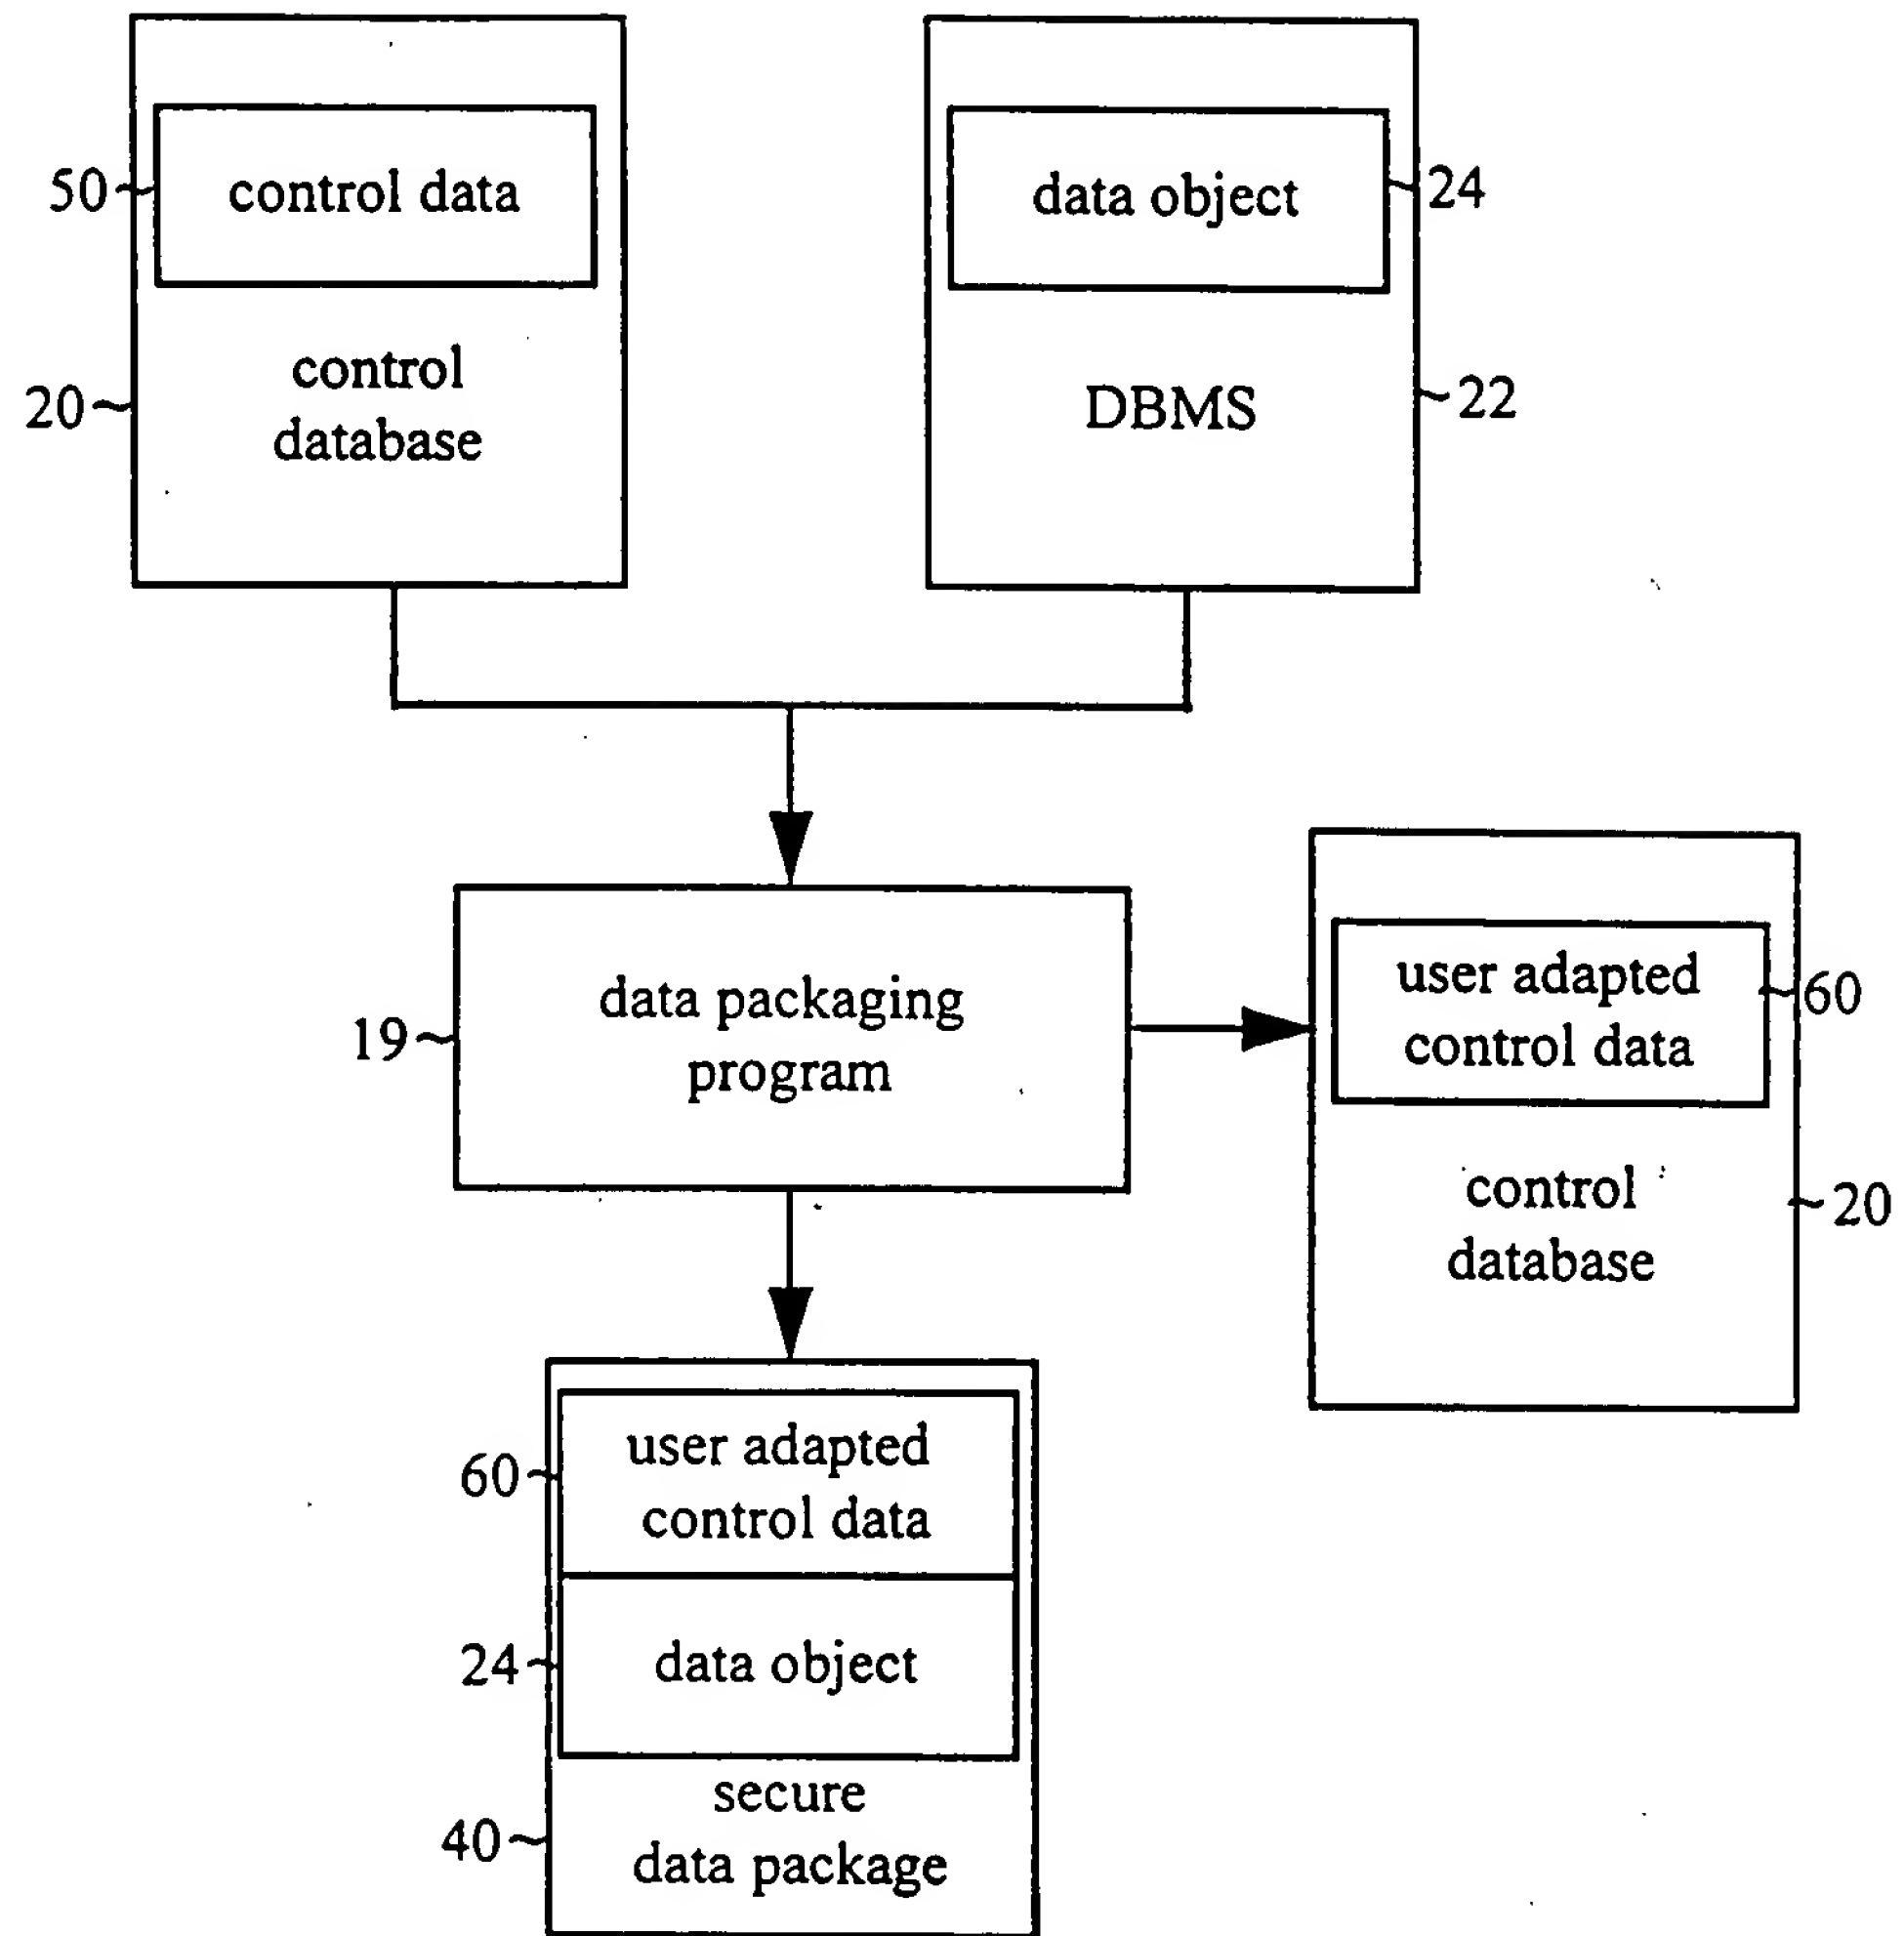 50
control data
20
control
database
data object
24
DBMS
22
19
data packaging
program
user adapted
control data
60
control
database
20
60
user adapted
control data
24
data object
40
secure
data package